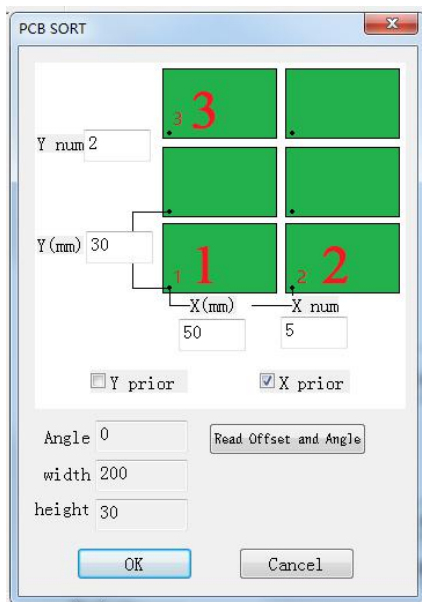 PCB SORT
3 3
Y num 2
Y(mm) 30
1 1
2 2
X(mm) X num
50 5
Y prior X prior
Angle 0 Read Offset and Angle
width 200
height 30
OK Cancel